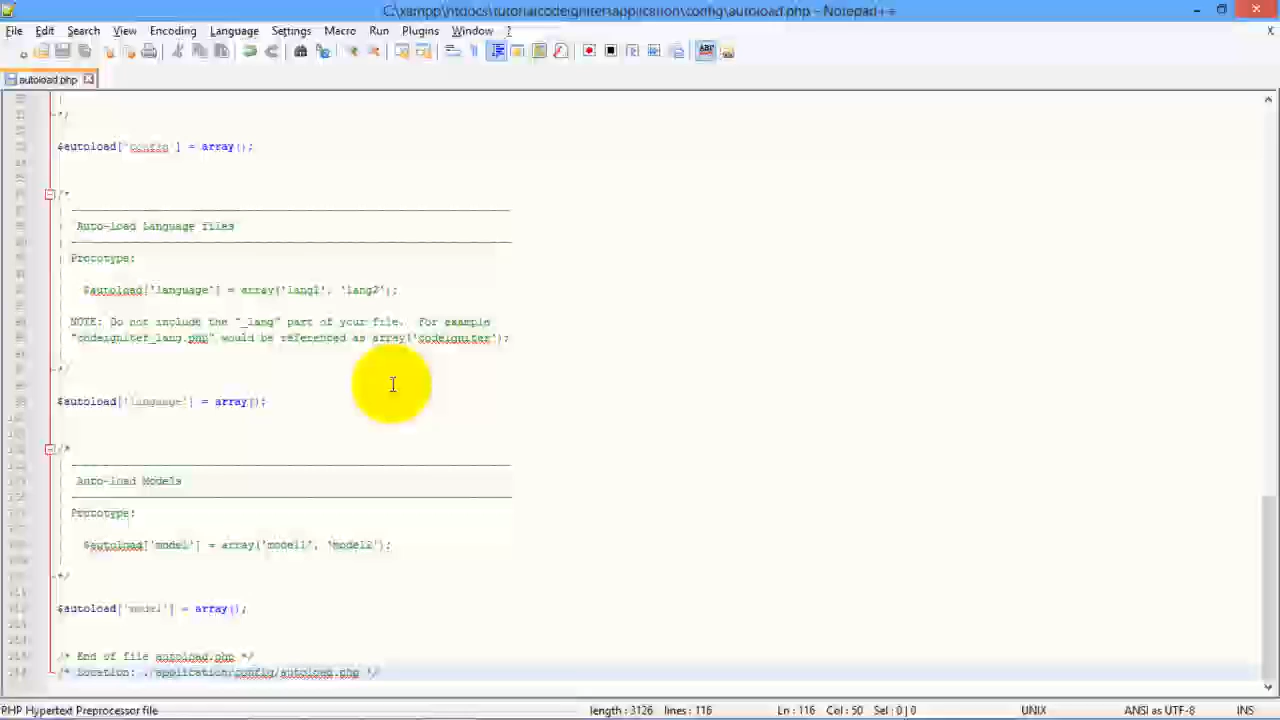 C:\xampp\htdocs\tutorialcodeigniter\application\config\autoload.php - Notepad++
File Edit Search View Encoding Language Settings Macro Run Plugins Window ?
autoload.php
*/
$autoload['config'] = array();
/*
Auto-load Language files
Prototype:
$autoload['language'] = array('lang1', 'lang2');
NOTE: Do not include the "_lang" part of your file. For example
"codeigniter_lang.php" would be referenced as array('codeigniter');
*/
$autoload['language'] = array();
/*
Auto-load Models
Prototype:
$autoload['model'] = array('model1', 'model2');
*/
$autoload['model'] = array();
/* End of file autoload.php */
/* Location: ./application/config/autoload.php */
PHP Hypertext Preprocessor file length : 3126 lines : 116 Ln : 116 Col : 50 Sel : 0 | 0 UNIX ANSI as UTF-8 INS